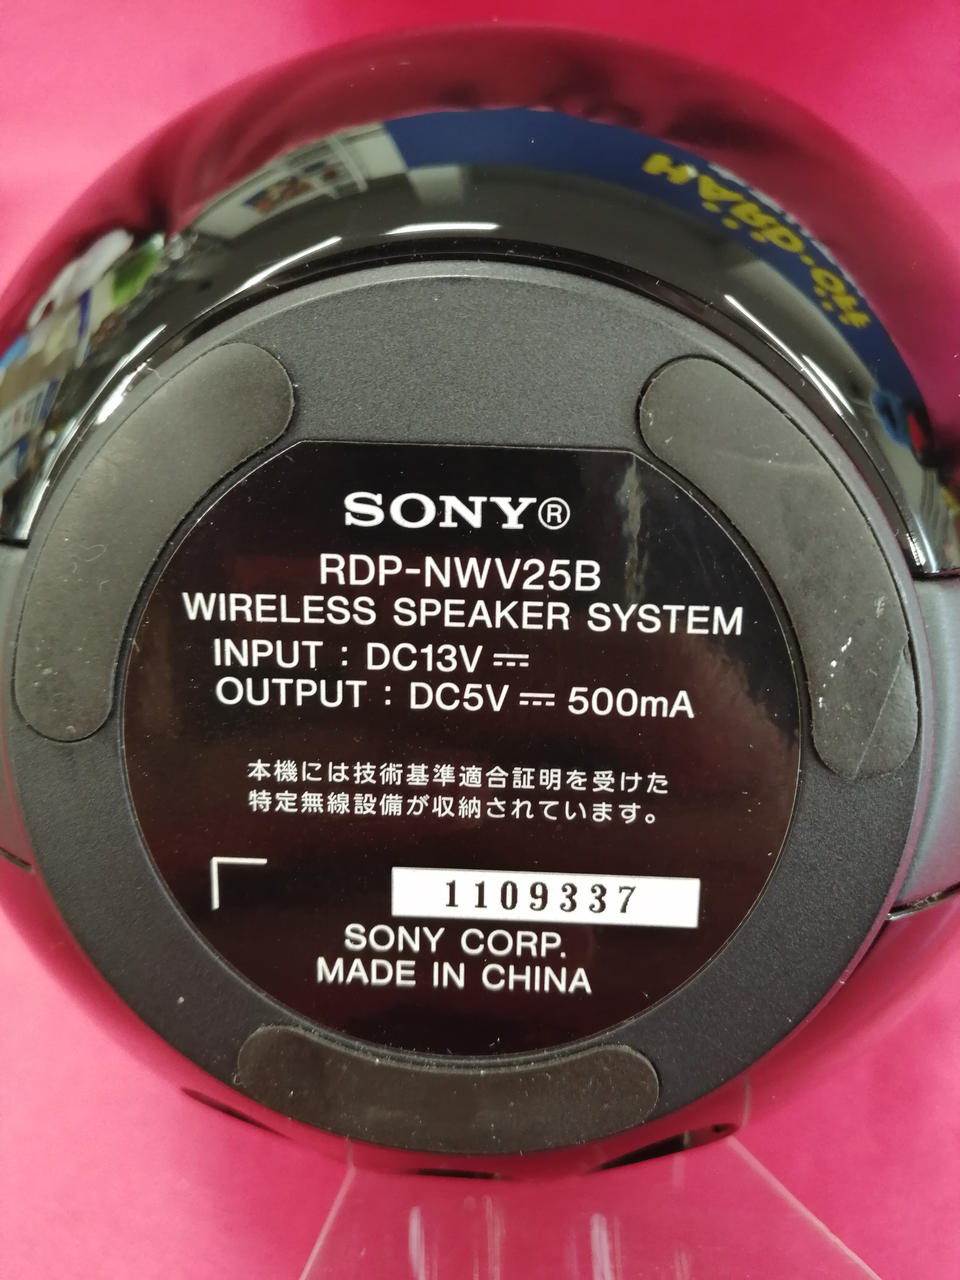 SONY®
RDP-NWV25B
WIRELESS SPEAKER SYSTEM
INPUT : DC13V ⎓
OUTPUT : DC5V ⎓ 500mA
本機には技術基準適合証明を受けた
特定無線設備が収納されています。
1109337
SONY CORP.
MADE IN CHINA